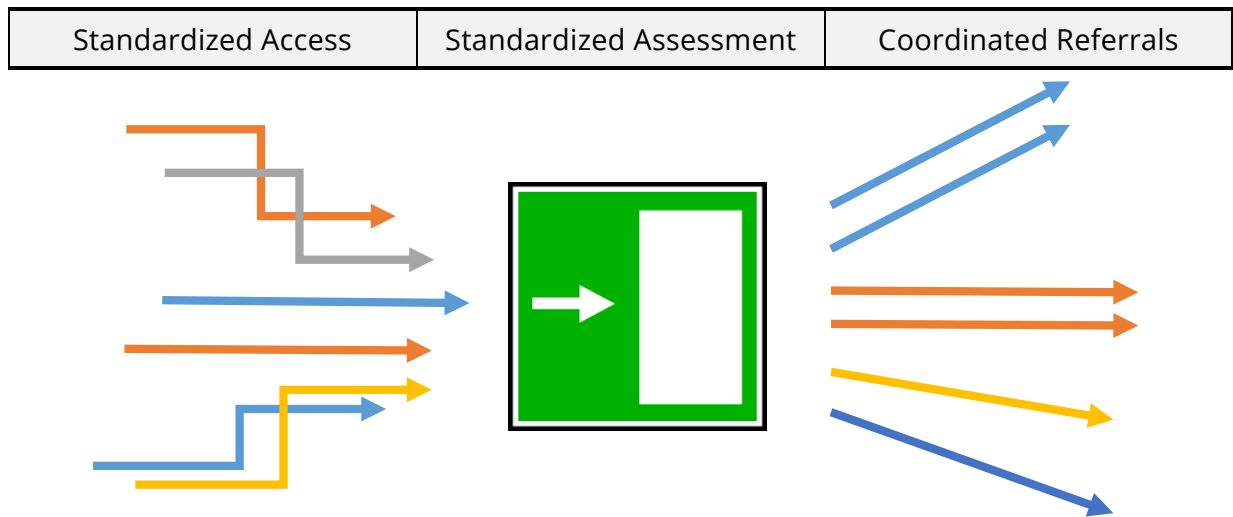 Standardized Access
Standardized Assessment
Coordinated Referrals